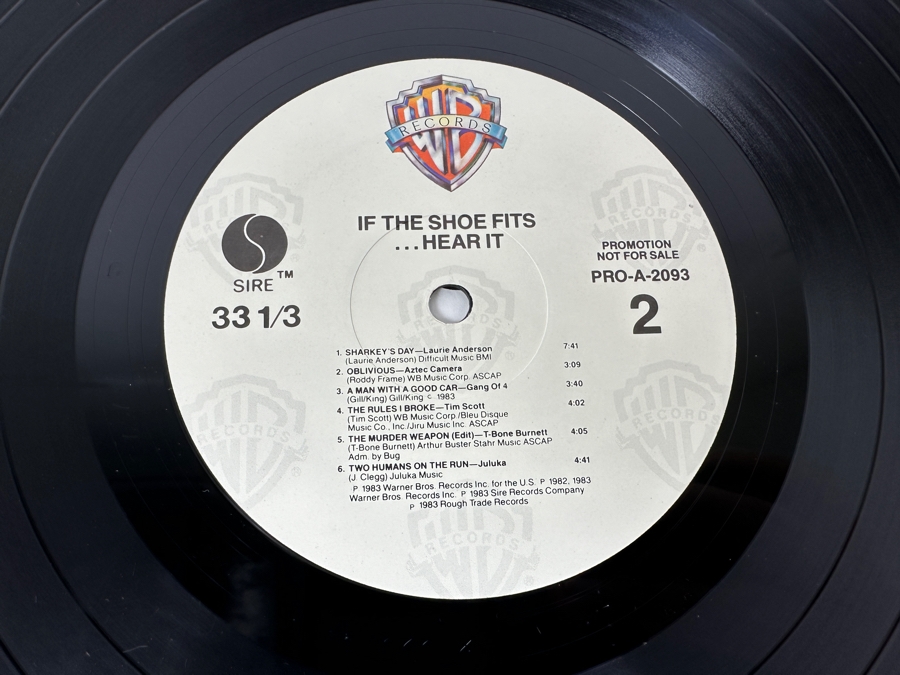 WB
RECORDS
IF THE SHOE FITS
...HEAR IT
SIRE™
33 1/3
PROMOTION
NOT FOR SALE
PRO-A-2093
2
1. SHARKEY'S DAY—Laurie Anderson 7:41
(Laurie Anderson) Difficult Music BMI
2. OBLIVIOUS—Aztec Camera 3:09
(Roddy Frame) WB Music Corp. ASCAP
3. A MAN WITH A GOOD CAR—Gang Of 4 3:40
(Gill/King) Gill/King © 1983
4. THE RULES I BROKE—Tim Scott 4:02
(Tim Scott) WB Music Corp /Bleu Disque
Music Co., Inc./Jiru Music Inc. ASCAP
5. THE MURDER WEAPON (Edit)—T-Bone Burnett 4:05
(T-Bone Burnett) Arthur Buster Stahr Music ASCAP
Adm. by Bug
6. TWO HUMANS ON THE RUN—Juluka 4:41
(J. Clegg) Juluka Music
℗ 1983 Warner Bros. Records Inc. for the U.S. ℗ 1982, 1983
Warner Bros. Records Inc. ℗ 1983 Sire Records Company
℗ 1983 Rough Trade Records